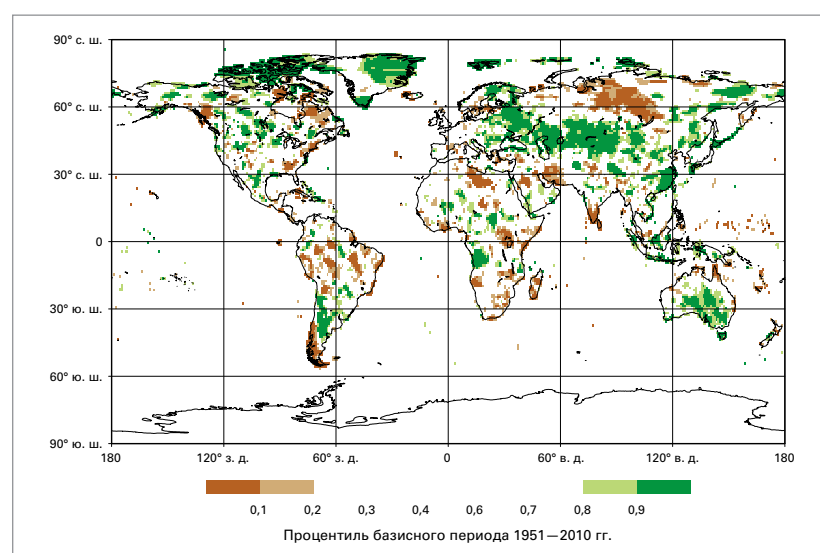 90° с. ш.
60° с. ш.
30° с. ш.
0
30° ю. ш.
60° ю. ш.
90° ю. ш.
180 120° з. д. 60° з. д. 0 60° в. д. 120° в. д. 180
0,1 0,2 0,3 0,4 0,6 0,7 0,8 0,9
Процентиль базисного периода 1951—2010 гг.